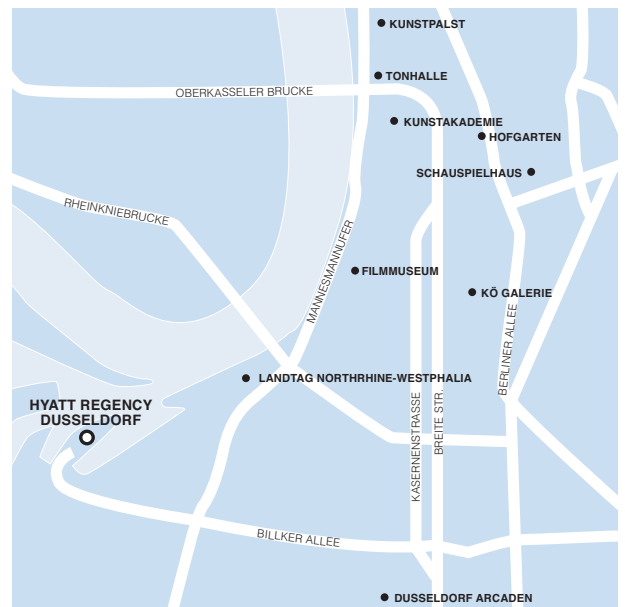 KUNSTPALST
TONHALLE
OBERKASSELER BRUCKE
KUNSTAKADEMIE
HOFGARTEN
SCHAUSPIELHAUS
RHEINKNIEBRUCKE
MANNESMANNUFER
FILMMUSEUM
KÖ GALERIE
BERLINER ALLEE
LANDTAG NORTHRHINE-WESTPHALIA
HYATT REGENCY
DUSSELDORF
KASERNENSTRASSE
BREITE STR.
BILLKER ALLEE
DUSSELDORF ARCADEN